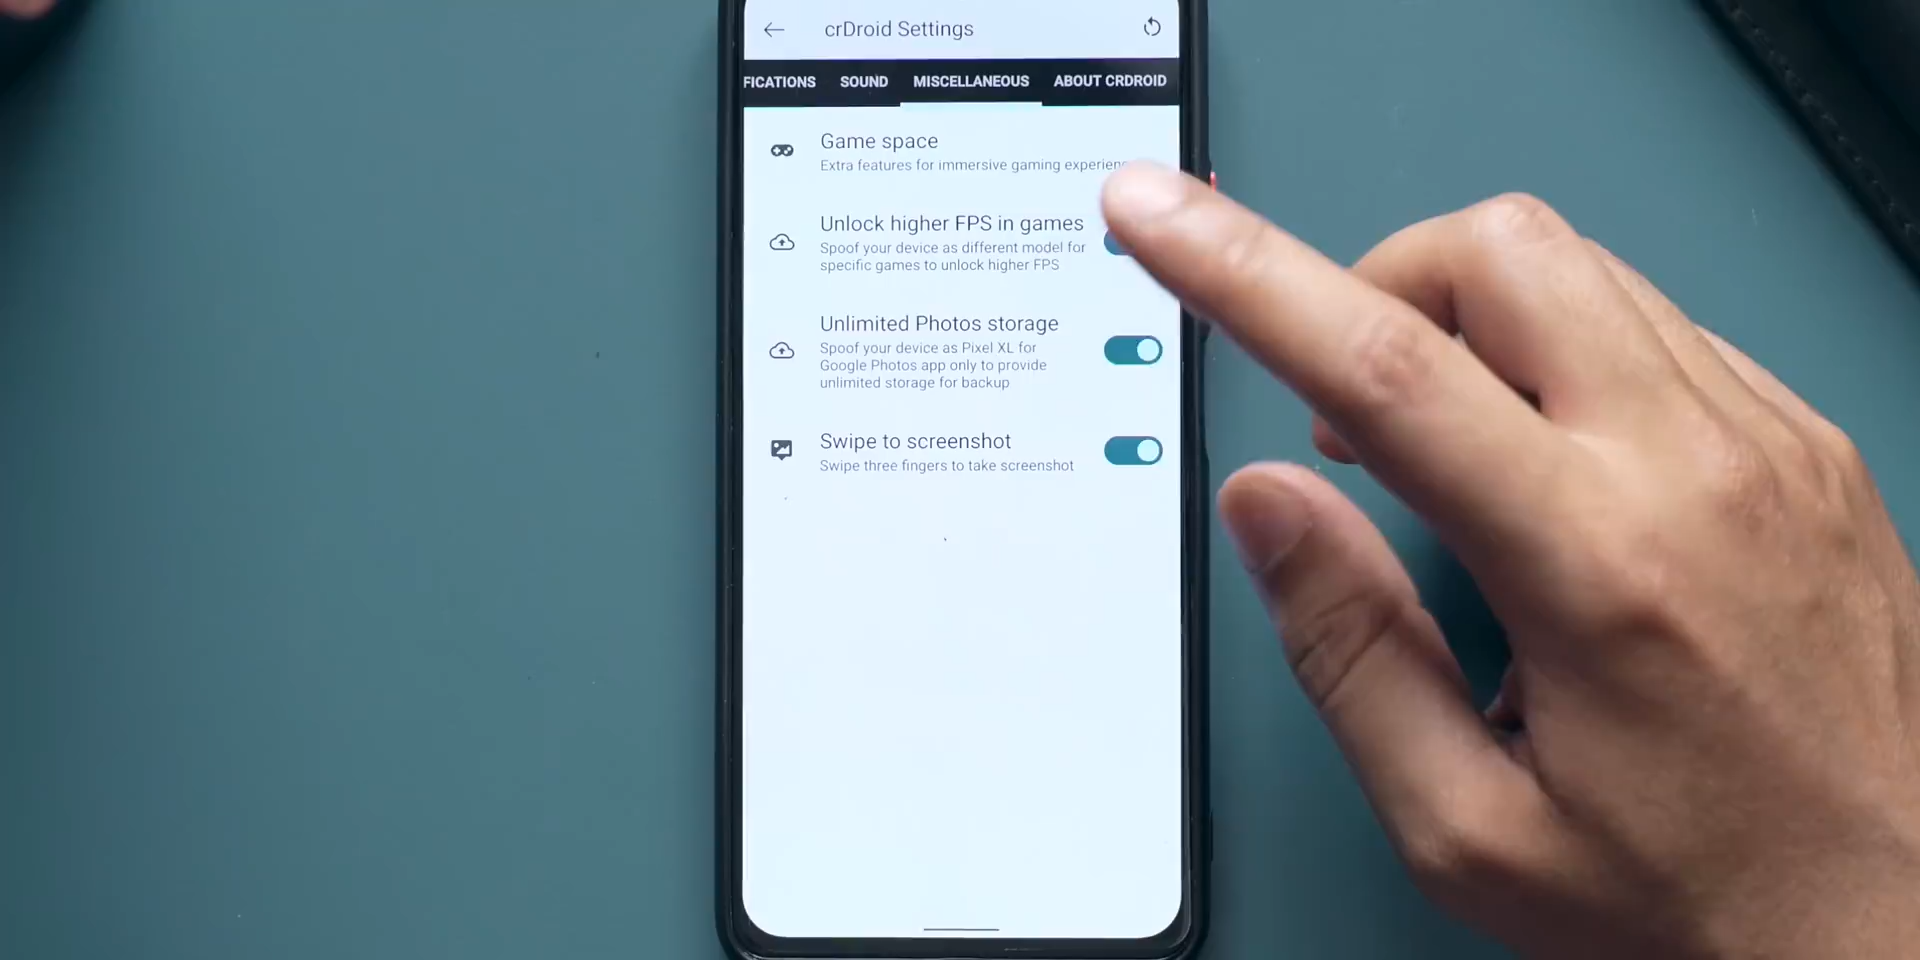 crDroid Settings
FICATIONS SOUND MISCELLANEOUS ABOUT CRDROID
Game space
Extra features for immersive gaming
Unlock higher FPS in games
Spoof your device as different model for
specific games to unlock higher FPS
Unlimited Photos storage
Spoof your device as Pixel XL for
Google Photos app only to provide
unlimited storage for backup
Swipe to screenshot
Swipe three fingers to take screenshot